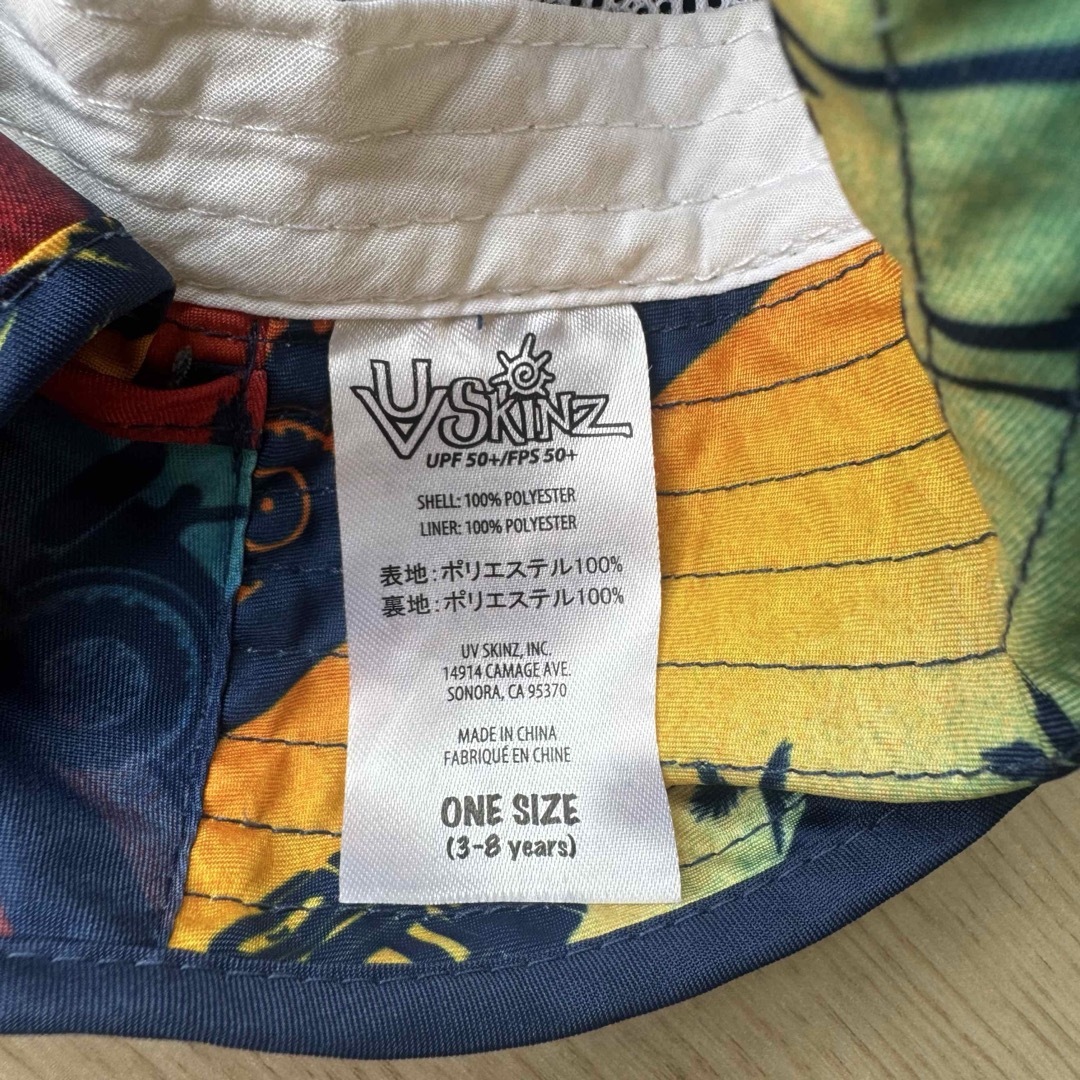 UV SKINZ
UPF 50+/FPS 50+
SHELL: 100% POLYESTER
LINER: 100% POLYESTER
表地:ポリエステル100%
裏地:ポリエステル100%
UV SKINZ, INC.
14914 CAMAGE AVE.
SONORA, CA 95370
MADE IN CHINA
FABRIQUÉ EN CHINE
ONE SIZE
(3-8 years)